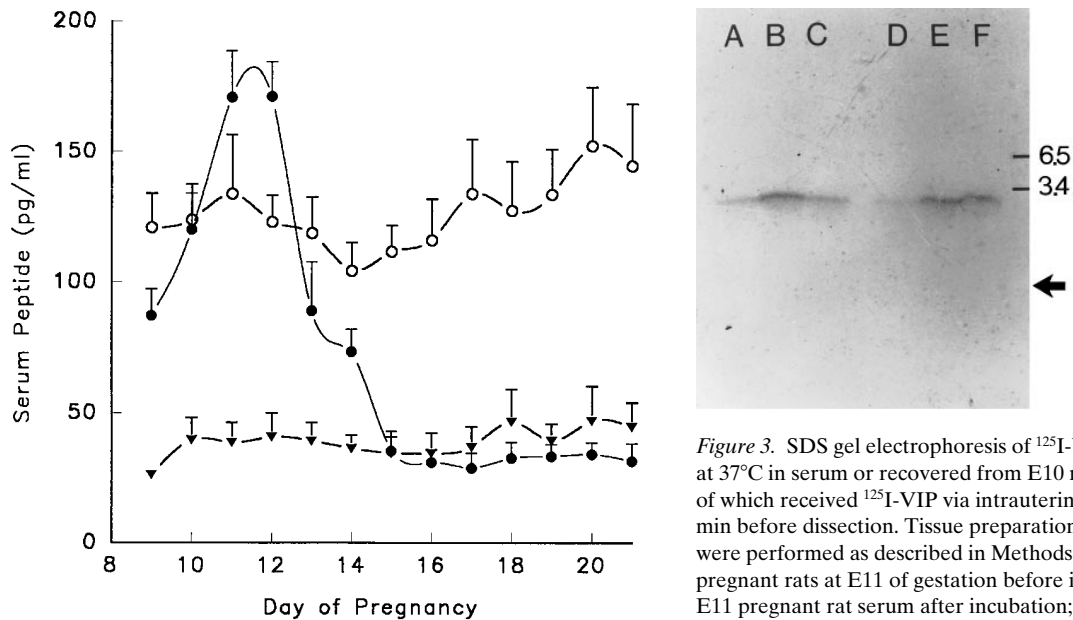 200
150
100
50
0
8 10 12 14 16 18 20
Serum Peptide (pg/ml)
Day of Pregnancy
A B C D E F
6.5
3.4
Figure 3. SDS gel electrophoresis of ¹²⁵I-
at 37°C in serum or recovered from E10
of which received ¹²⁵I-VIP via
min before dissection. Tissue preparation
were performed as described in Methods
pregnant rats at E11 of gestation before
E11 pregnant rat serum after incubation;